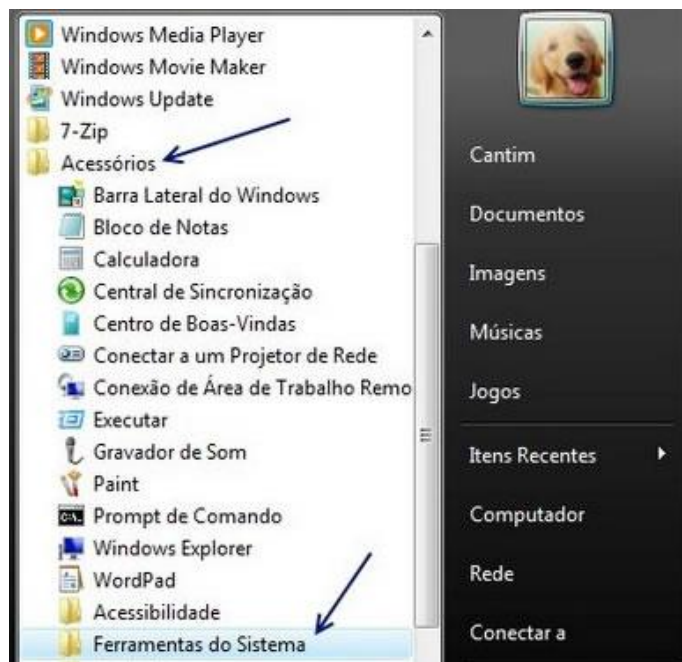 Windows Media Player
Windows Movie Maker
Windows Update
7-Zip
Acessórios
Barra Lateral do Windows
Bloco de Notas
Calculadora
Central de Sincronização
Centro de Boas-Vindas
Conectar a um Projetor de Rede
Conexão de Área de Trabalho Remo
Executar
Gravador de Som
Paint
Prompt de Comando
Windows Explorer
WordPad
Acessibilidade
Ferramentas do Sistema
Cantim
Documentos
Imagens
Músicas
Jogos
Itens Recentes
Computador
Rede
Conectar a